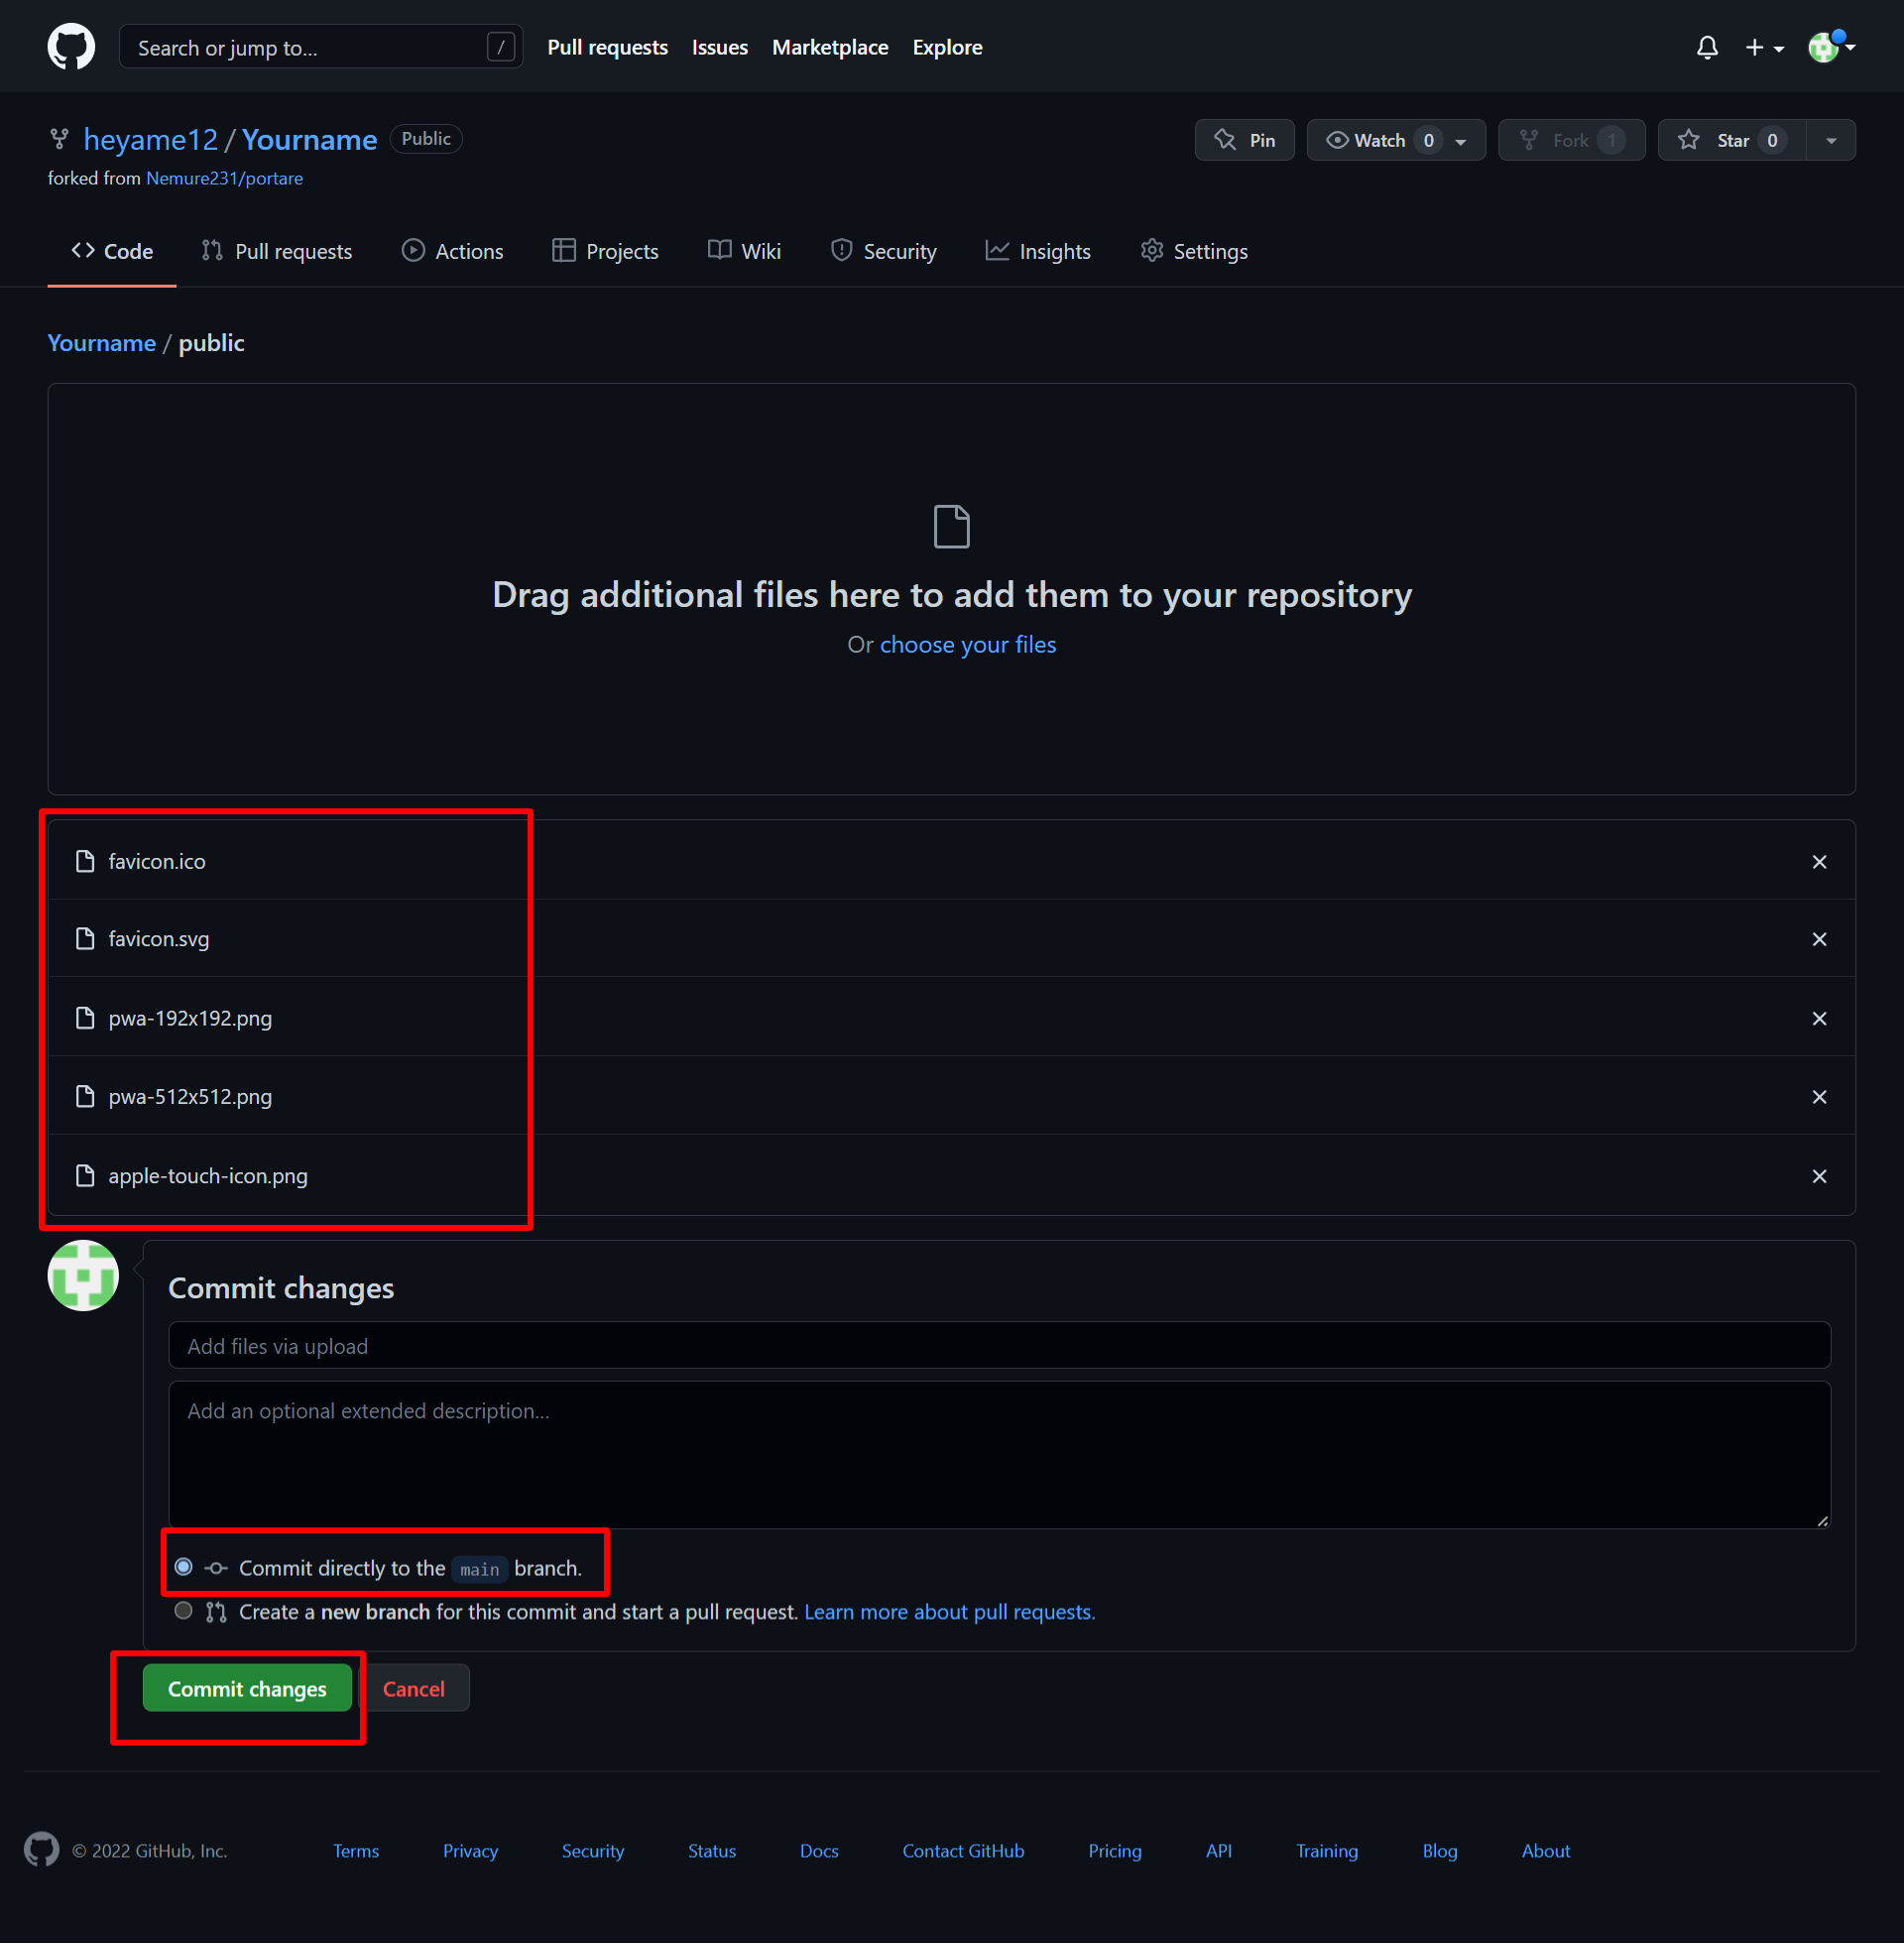 Search or jump to... / Pull requests Issues Marketplace Explore
heyame12 / Yourname Public Pin Watch 0 Fork 1 Star 0
forked from Nemure231/portare
Code Pull requests Actions Projects Wiki Security Insights Settings
Yourname / public
Drag additional files here to add them to your repository
Or choose your files
favicon.ico
favicon.svg
pwa-192x192.png
pwa-512x512.png
apple-touch-icon.png
Commit changes
Add files via upload
Add an optional extended description...
Commit directly to the main branch.
Create a new branch for this commit and start a pull request. Learn more about pull requests.
Commit changes Cancel
© 2022 GitHub, Inc. Terms Privacy Security Status Docs Contact GitHub Pricing API Training Blog About